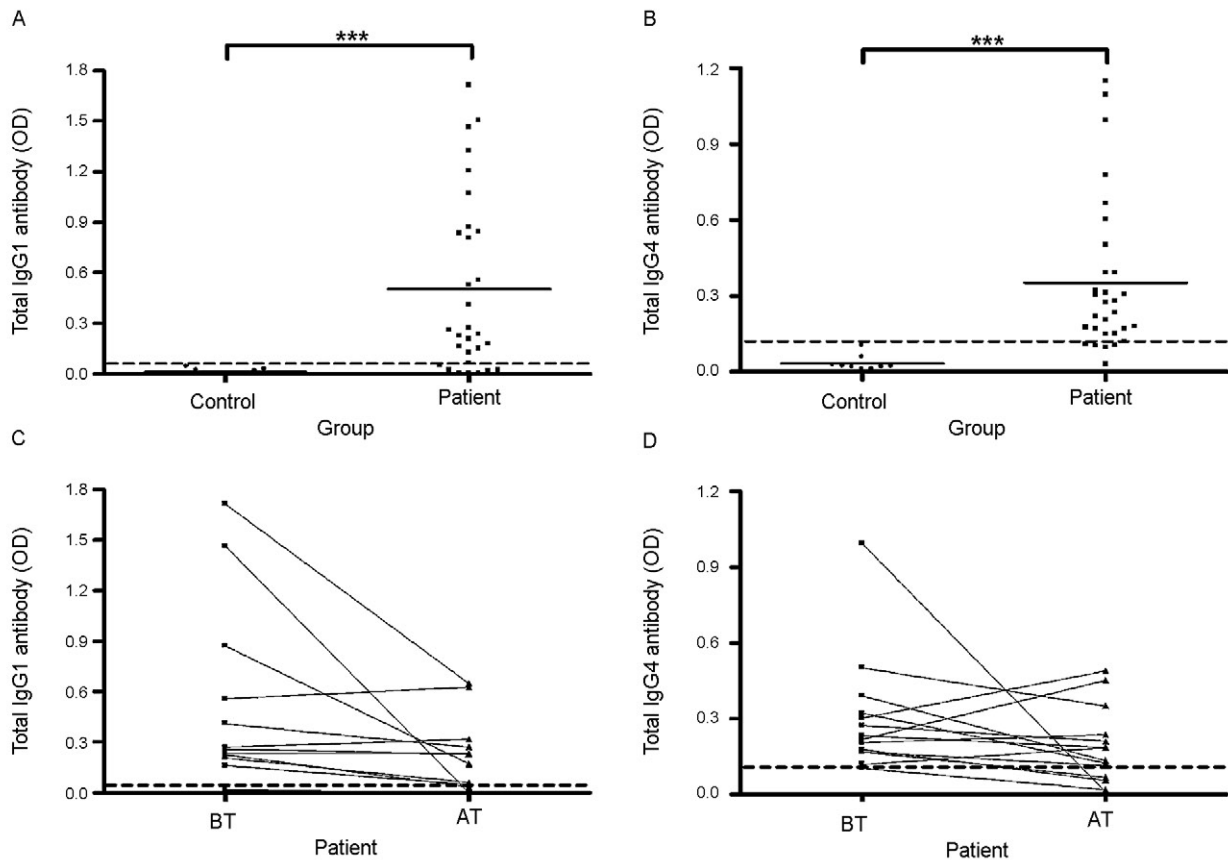 A
***
Total IgG1 antibody (OD)
1.8
1.5
1.2
0.9
0.6
0.3
0.0
Control
Patient
Group
B
***
Total IgG4 antibody (OD)
1.2
0.9
0.6
0.3
0.0
Control
Patient
Group
C
Total IgG1 antibody (OD)
1.8
1.5
1.2
0.9
0.6
0.3
0.0
BT
AT
Patient
D
Total IgG4 antibody (OD)
1.2
0.9
0.6
0.3
0.0
BT
AT
Patient